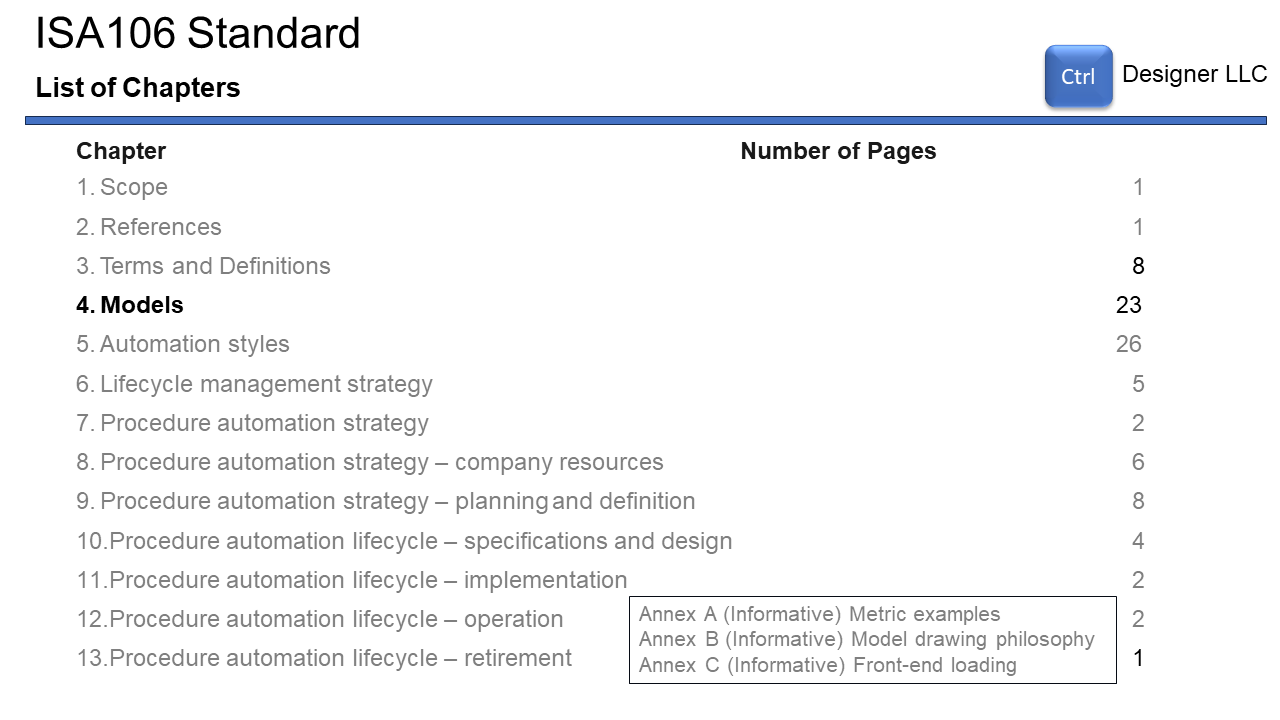 ISA106 Standard
List of Chapters
Ctrl Designer LLC
Chapter Number of Pages
1. Scope 1
2. References 1
3. Terms and Definitions 8
4. Models 23
5. Automation styles 26
6. Lifecycle management strategy 5
7. Procedure automation strategy 2
8. Procedure automation strategy – company resources 6
9. Procedure automation strategy – planning and definition 8
10.Procedure automation lifecycle – specifications and design 4
11.Procedure automation lifecycle – implementation 2
12.Procedure automation lifecycle – operation 2
13.Procedure automation lifecycle – retirement 1
Annex A (Informative) Metric examples
Annex B (Informative) Model drawing philosophy
Annex C (Informative) Front-end loading